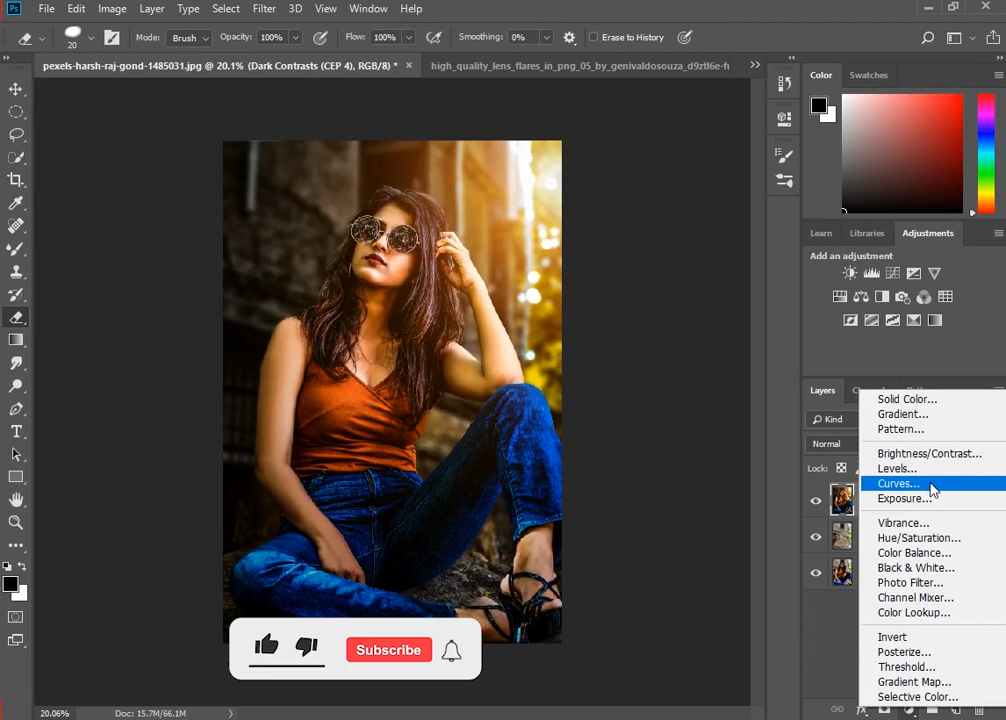 Ps File Edit Image Layer Type Select Filter 3D View Window Help
20 Mode: Brush Opacity: 100% Flow: 100% Smoothing: 0% Erase to History
pexels-harsh-raj-gond-1485031.jpg @ 20.1% (Dark Contrasts (CEP 4), RGB/8) *
high_quality_lens_flares_in_png_05_by_genivaldosouza_d9ztl6e-fu
Color Swatches
Learn Libraries Adjustments
Add an adjustment
Layers
Kind
Normal
Lock:
Solid Color...
Gradient...
Pattern...
Brightness/Contrast...
Levels...
Curves...
Exposure...
Vibrance...
Hue/Saturation...
Color Balance...
Black & White...
Photo Filter...
Channel Mixer...
Color Lookup...
Invert
Posterize...
Threshold...
Gradient Map...
Selective Color...
Subscribe
20.06% Doc: 15.7M/66.1M